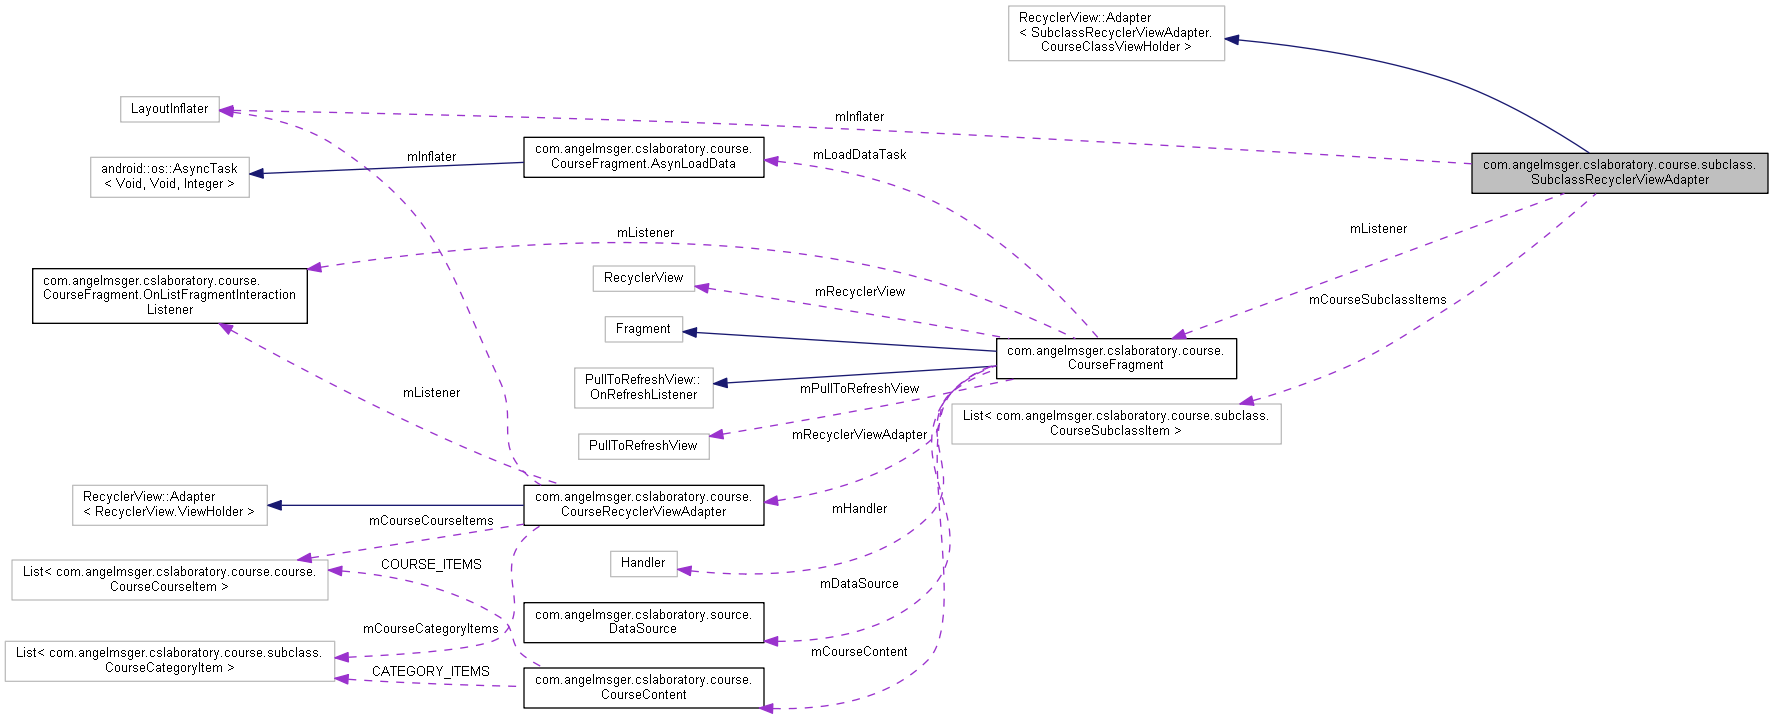 RecyclerView::Adapter
< SubclassRecyclerViewAdapter.
CourseClassViewHolder >
LayoutInflater
mInflater
com.angelmsger.cslaboratory.course.
CourseFragment.AsynLoadData
mLoadDataTask
mInflater
android::os::AsyncTask
< Void, Void, Integer >
com.angelmsger.cslaboratory.course.subclass.
SubclassRecyclerViewAdapter
mListener
mListener
com.angelmsger.cslaboratory.course.
CourseFragment.OnListFragmentInteraction
Listener
RecyclerView
mRecyclerView
mCourseSubclassItems
Fragment
com.angelmsger.cslaboratory.course.
CourseFragment
PullToRefreshView::
OnRefreshListener
mPullToRefreshView
mListener
List< com.angelmsger.cslaboratory.course.subclass.
CourseSubclassItem >
PullToRefreshView
mRecyclerViewAdapter
RecyclerView::Adapter
< RecyclerView.ViewHolder >
com.angelmsger.cslaboratory.course.
CourseRecyclerViewAdapter
mHandler
mCourseCourseItems
Handler
COURSE_ITEMS
List< com.angelmsger.cslaboratory.course.course.
CourseCourseItem >
mDataSource
com.angelmsger.cslaboratory.source.
DataSource
mCourseCategoryItems
mCourseContent
List< com.angelmsger.cslaboratory.course.subclass.
CourseCategoryItem >
CATEGORY_ITEMS
com.angelmsger.cslaboratory.course.
CourseContent